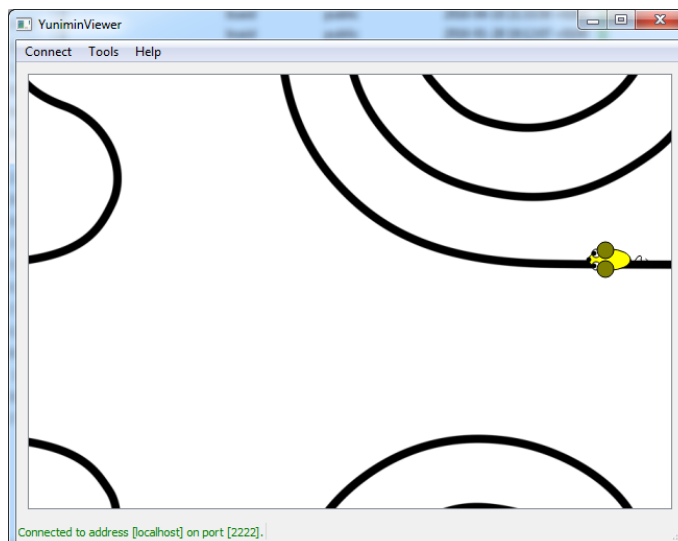 YuniminViewer
Connect Tools Help
Connected to address [localhost] on port [2222].